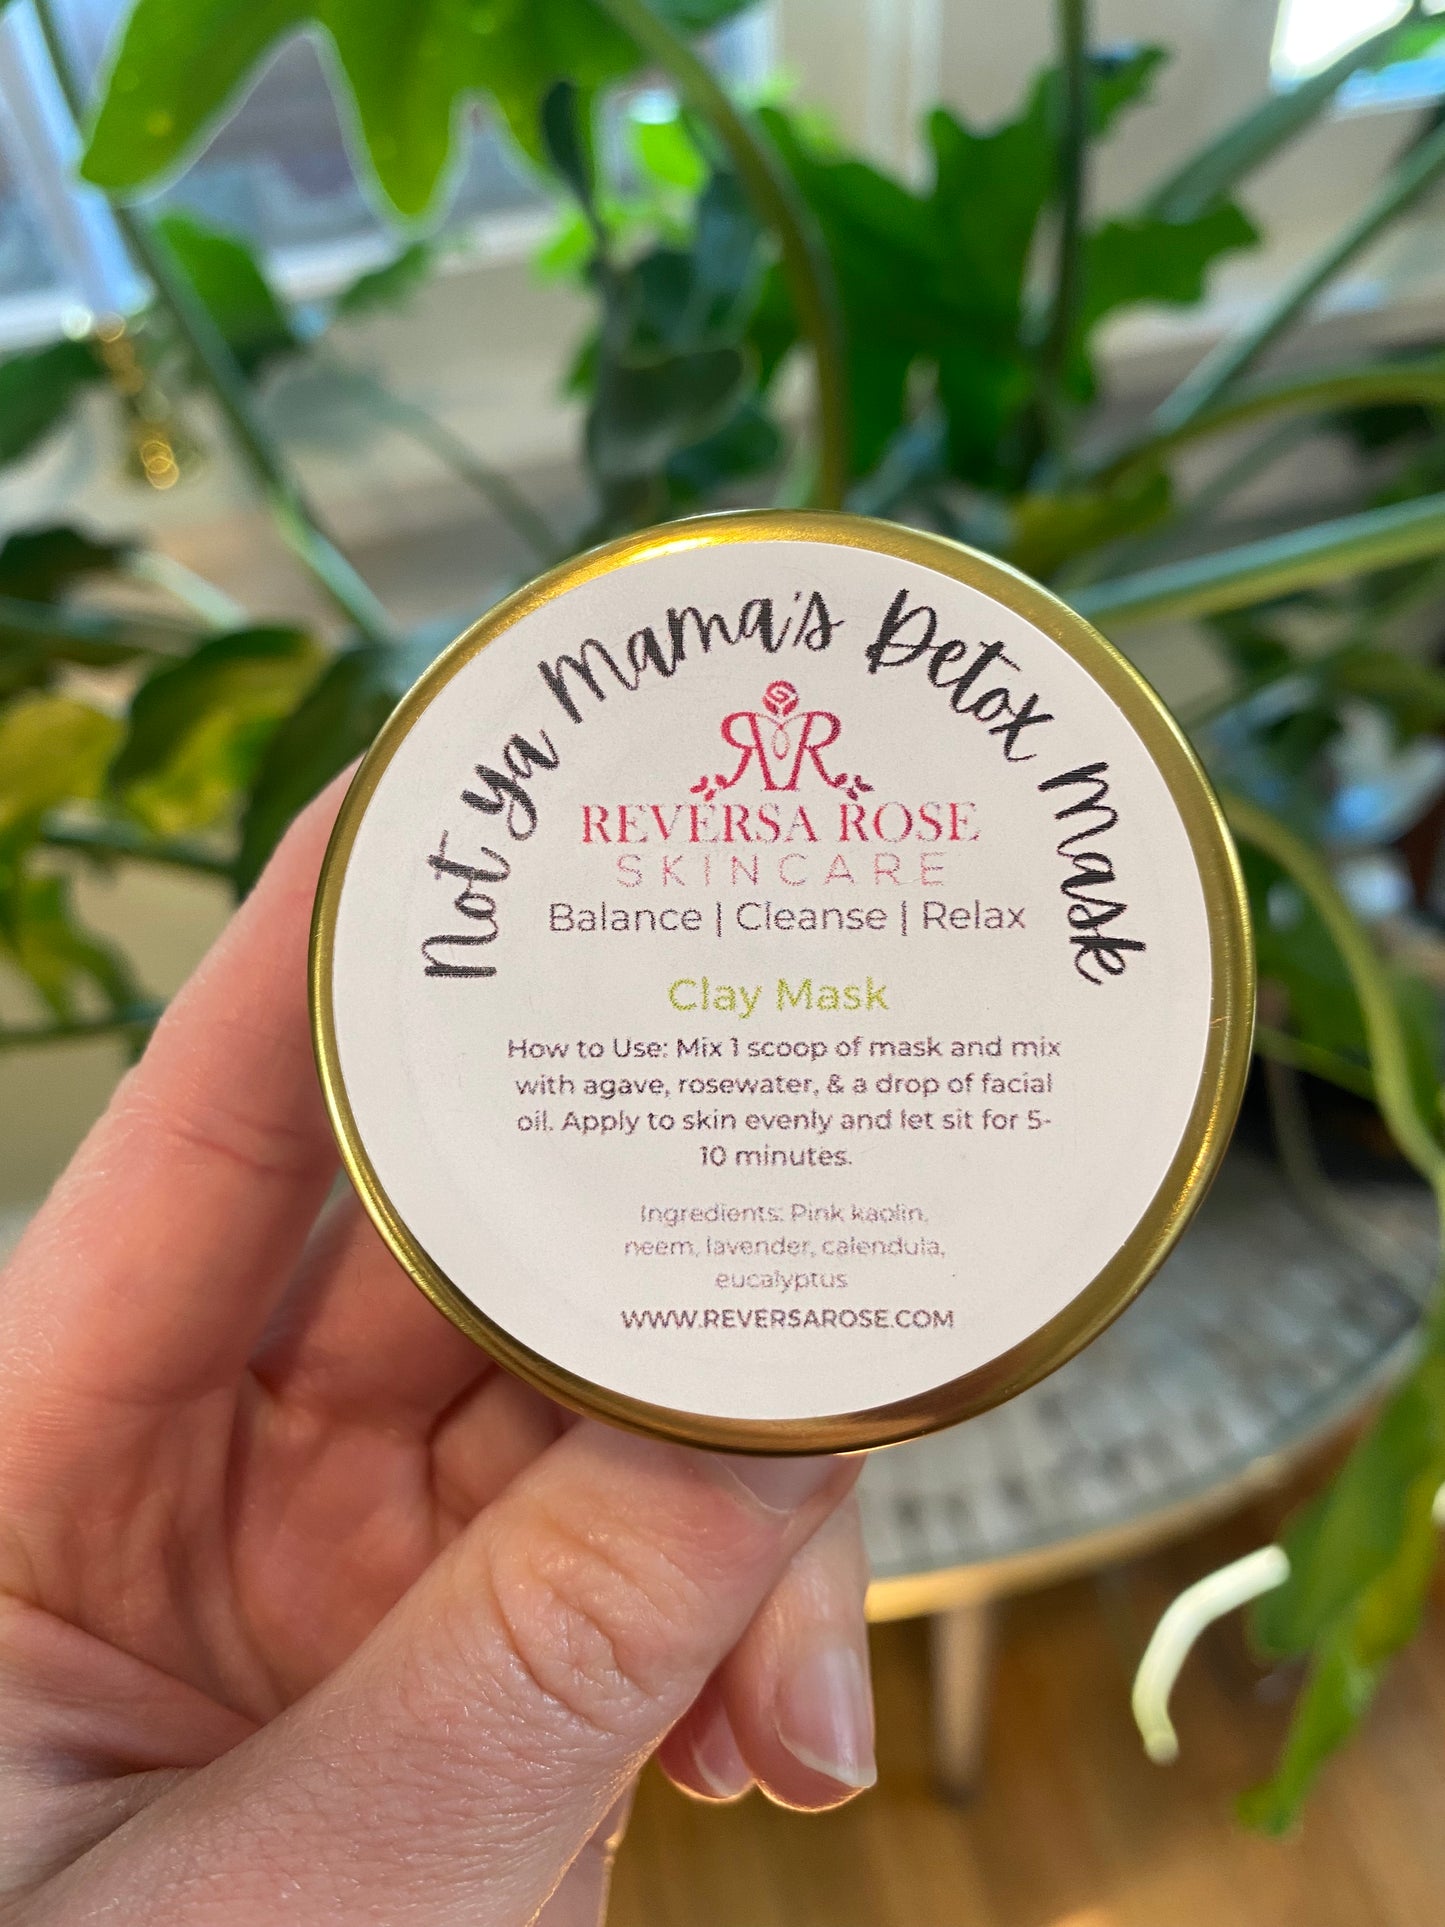 Not ya Mama's Detox Mask
RR
REVERSA ROSE
SKINCARE
Balance | Cleanse | Relax
Clay Mask
How to Use: Mix 1 scoop of mask and mix
with agave, rosewater, & a drop of facial
oil. Apply to skin evenly and let sit for 5-
10 minutes.
Ingredients: Pink kaolin,
neem, lavender, calendula,
eucalyptus
WWW.REVERSAROSE.COM